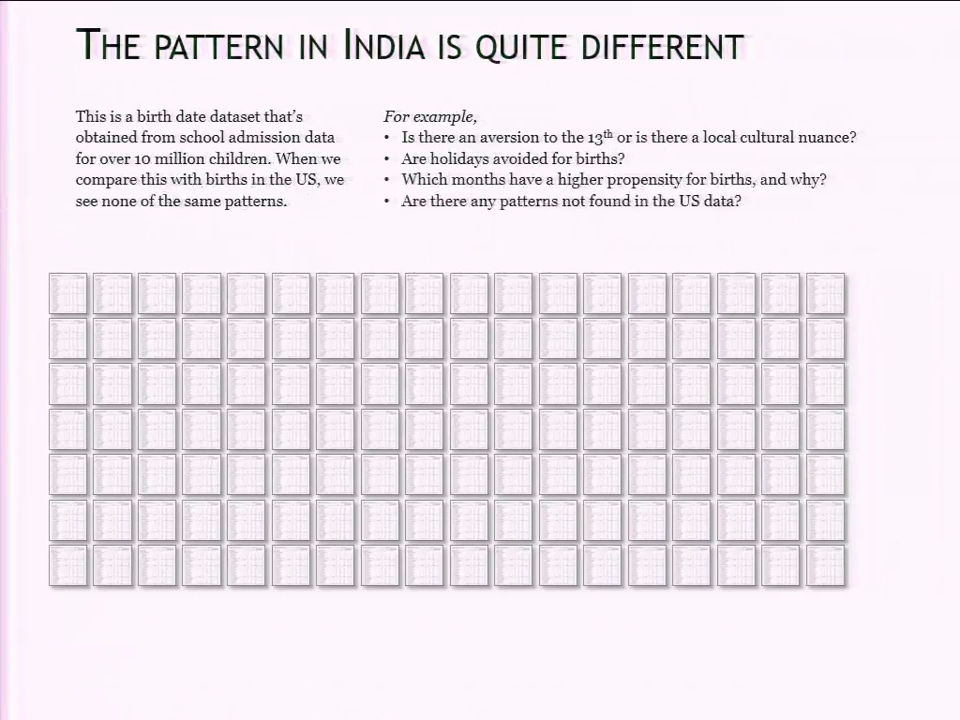 THE PATTERN IN INDIA IS QUITE DIFFERENT
This is a birth date dataset that's
obtained from school admission data
for over 10 million children. When we
compare this with births in the US, we
see none of the same patterns.
For example,
• Is there an aversion to the 13th or is there a local cultural nuance?
• Are holidays avoided for births?
• Which months have a higher propensity for births, and why?
• Are there any patterns not found in the US data?